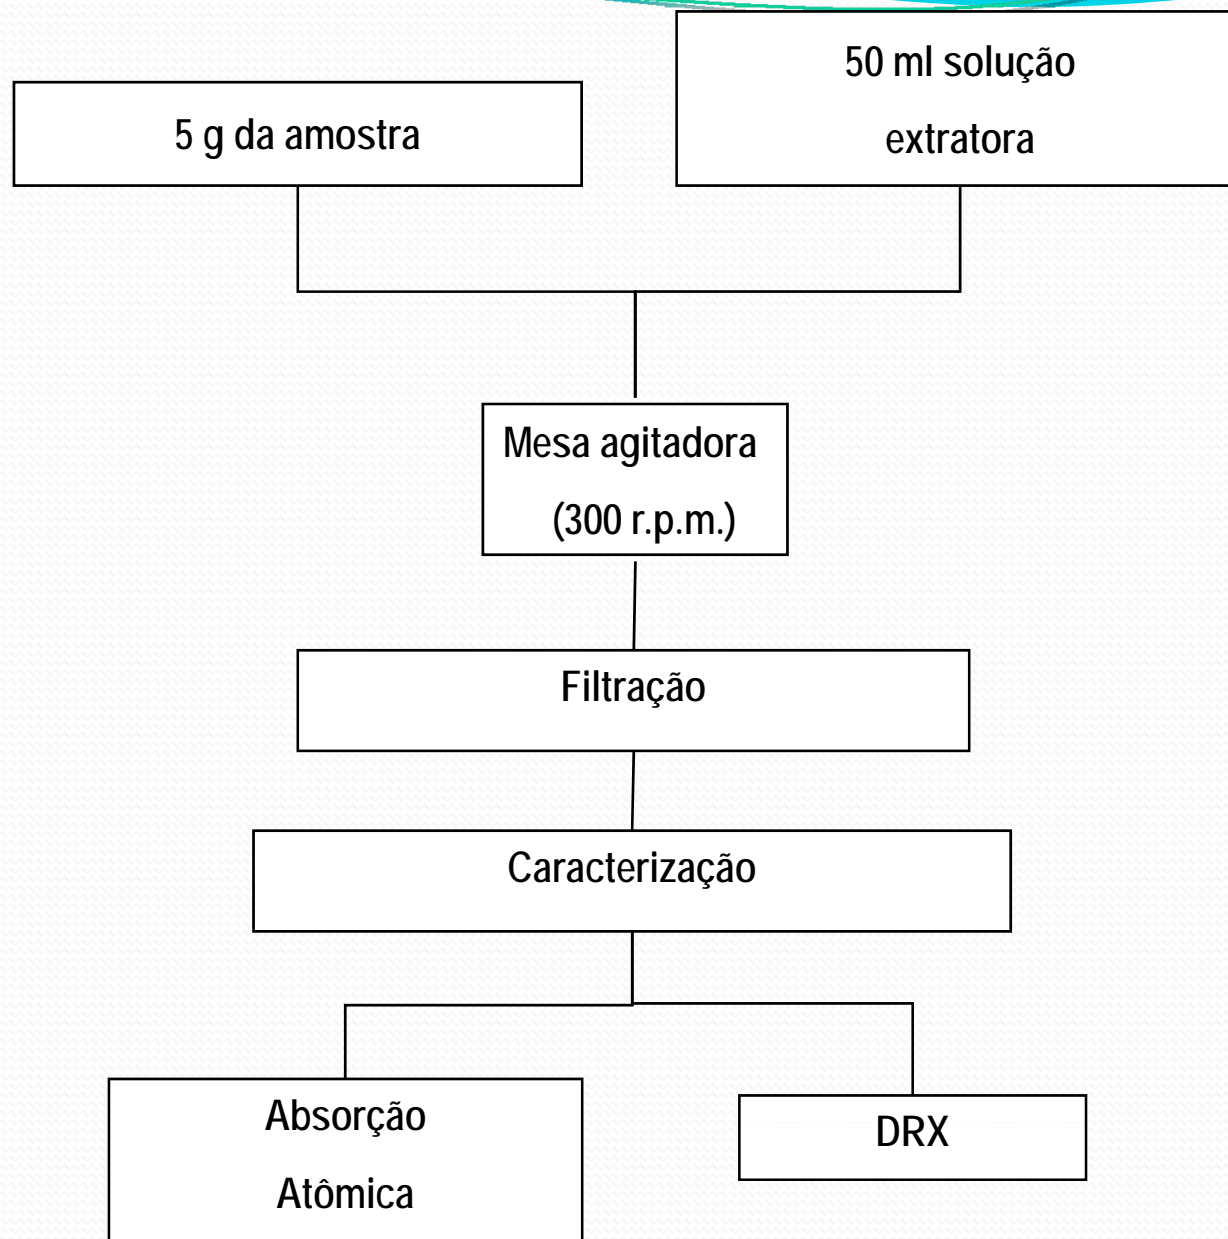 5 g da amostra
50 ml solução
extratora
Mesa agitadora
(300 r.p.m.)
Filtração
Caracterização
Absorção
Atômica
DRX